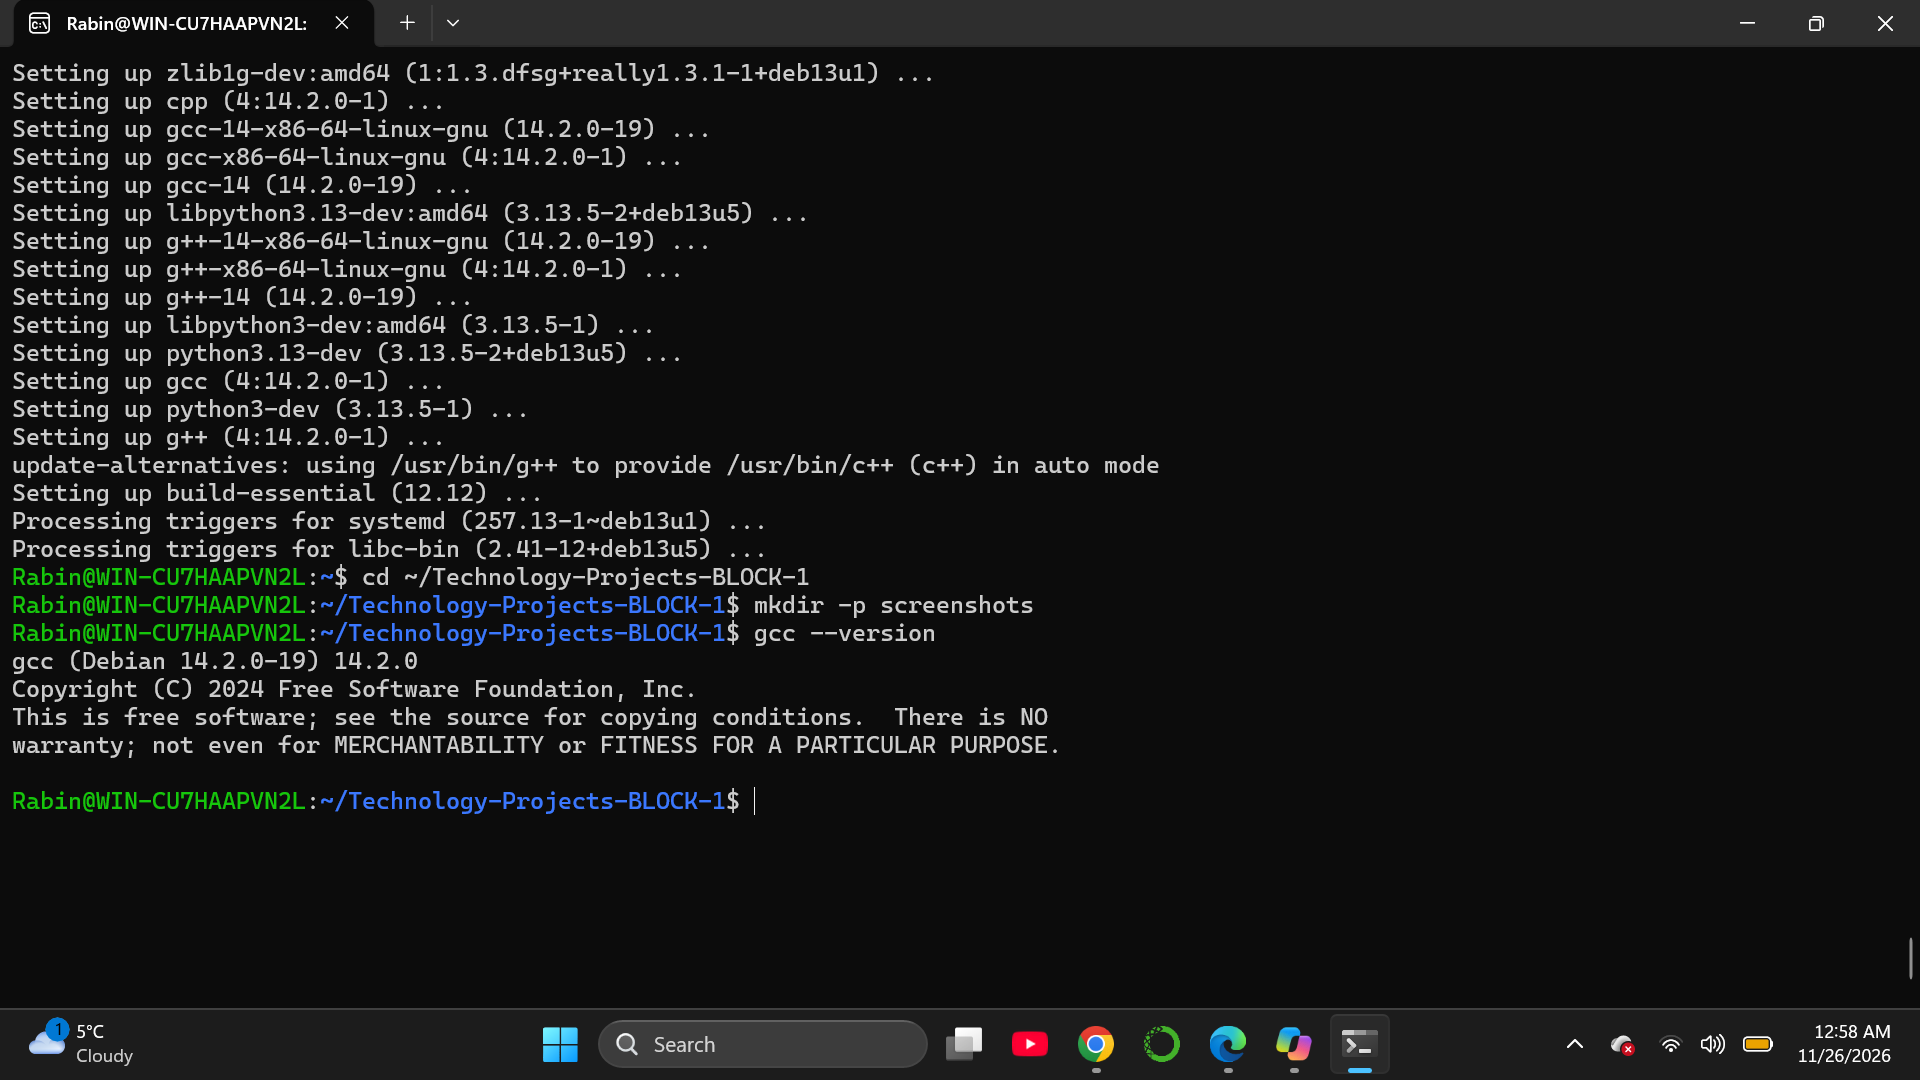 Rabin@WIN-CU7HAAPVN2L:
Setting up zlib1g-dev:amd64 (1:1.3.dfsg+really1.3.1-1+deb13u1) ...
Setting up cpp (4:14.2.0-1) ...
Setting up gcc-14-x86-64-linux-gnu (14.2.0-19) ...
Setting up gcc-x86-64-linux-gnu (4:14.2.0-1) ...
Setting up gcc-14 (14.2.0-19) ...
Setting up libpython3.13-dev:amd64 (3.13.5-2+deb13u5) ...
Setting up g++-14-x86-64-linux-gnu (14.2.0-19) ...
Setting up g++-x86-64-linux-gnu (4:14.2.0-1) ...
Setting up g++-14 (14.2.0-19) ...
Setting up libpython3-dev:amd64 (3.13.5-1) ...
Setting up python3.13-dev (3.13.5-2+deb13u5) ...
Setting up gcc (4:14.2.0-1) ...
Setting up python3-dev (3.13.5-1) ...
Setting up g++ (4:14.2.0-1) ...
update-alternatives: using /usr/bin/g++ to provide /usr/bin/c++ (c++) in auto mode
Setting up build-essential (12.12) ...
Processing triggers for systemd (257.13-1~deb13u1) ...
Processing triggers for libc-bin (2.41-12+deb13u5) ...
Rabin@WIN-CU7HAAPVN2L:~$ cd ~/Technology-Projects-BLOCK-1
Rabin@WIN-CU7HAAPVN2L:~/Technology-Projects-BLOCK-1$ mkdir -p screenshots
Rabin@WIN-CU7HAAPVN2L:~/Technology-Projects-BLOCK-1$ gcc --version
gcc (Debian 14.2.0-19) 14.2.0
Copyright (C) 2024 Free Software Foundation, Inc.
This is free software; see the source for copying conditions.  There is NO
warranty; not even for MERCHANTABILITY or FITNESS FOR A PARTICULAR PURPOSE.
Rabin@WIN-CU7HAAPVN2L:~/Technology-Projects-BLOCK-1$
1
5°C
Cloudy
Search
12:58 AM
11/26/2026